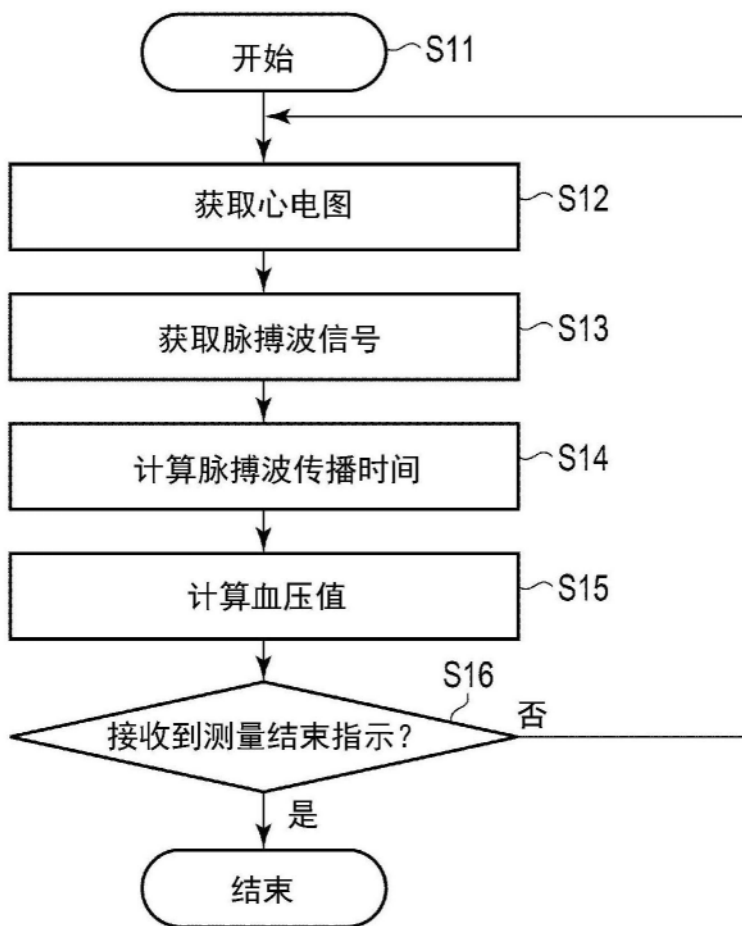 开始
S11
获取心电图
S12
获取脉搏波信号
S13
计算脉搏波传播时间
S14
计算血压值
S15
S16
接收到测量结束指示?
否
是
结束